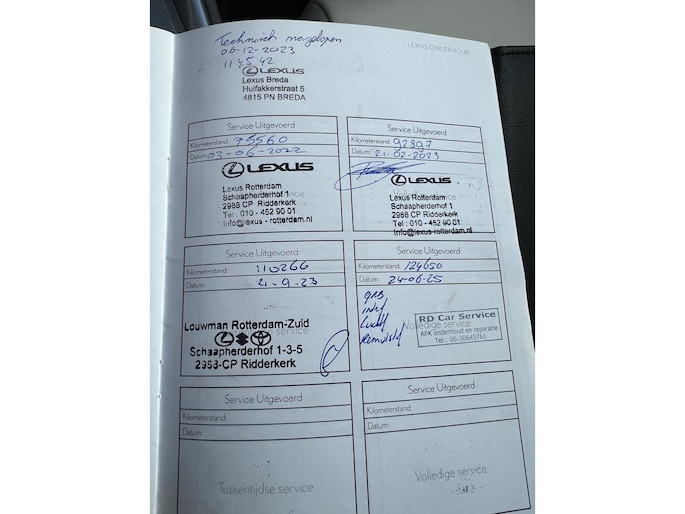 Technisch nagelopen
06-12-2023
114542
LEXUS
Lexus Breda
Huifakkerstraat 5
4815 PN BREDA
LEXUS ONDERHOUD
Service Uitgevoerd
Kilometerstand: 75560
Datum: 03-06-2022
LEXUS
Lexus Rotterdam
Schaapherderhof 1
2988 CP Ridderkerk
Tel : 010 - 452 90 01
Info@lexus - rotterdam.nl
Service Uitgevoerd
Kilometerstand: 92897
Datum: 21-02-2023
LEXUS
Lexus Rotterdam
Schaapherderhof 1
2988 CP Ridderkerk
Tel : 010 - 452 90 01
Info@lexus-rotterdam.nl
Service Uitgevoerd
Kilometerstand: 110266
Datum: 21-9-23
service
Louwman Rotterdam-Zuid
Schaapherderhof 1-3-5
2988-CP Ridderkerk
Service Uitgevoerd
Kilometerstand: 124650
Datum: 24-06-25
Volledige service
RD Car Service
APK onderhoud en reparatie
Tel.: 06-30645761
Service Uitgevoerd
Kilometerstand:
Datum:
Tussentijdse service
Service Uitgevoerd
Kilometerstand:
Datum:
Volledige service